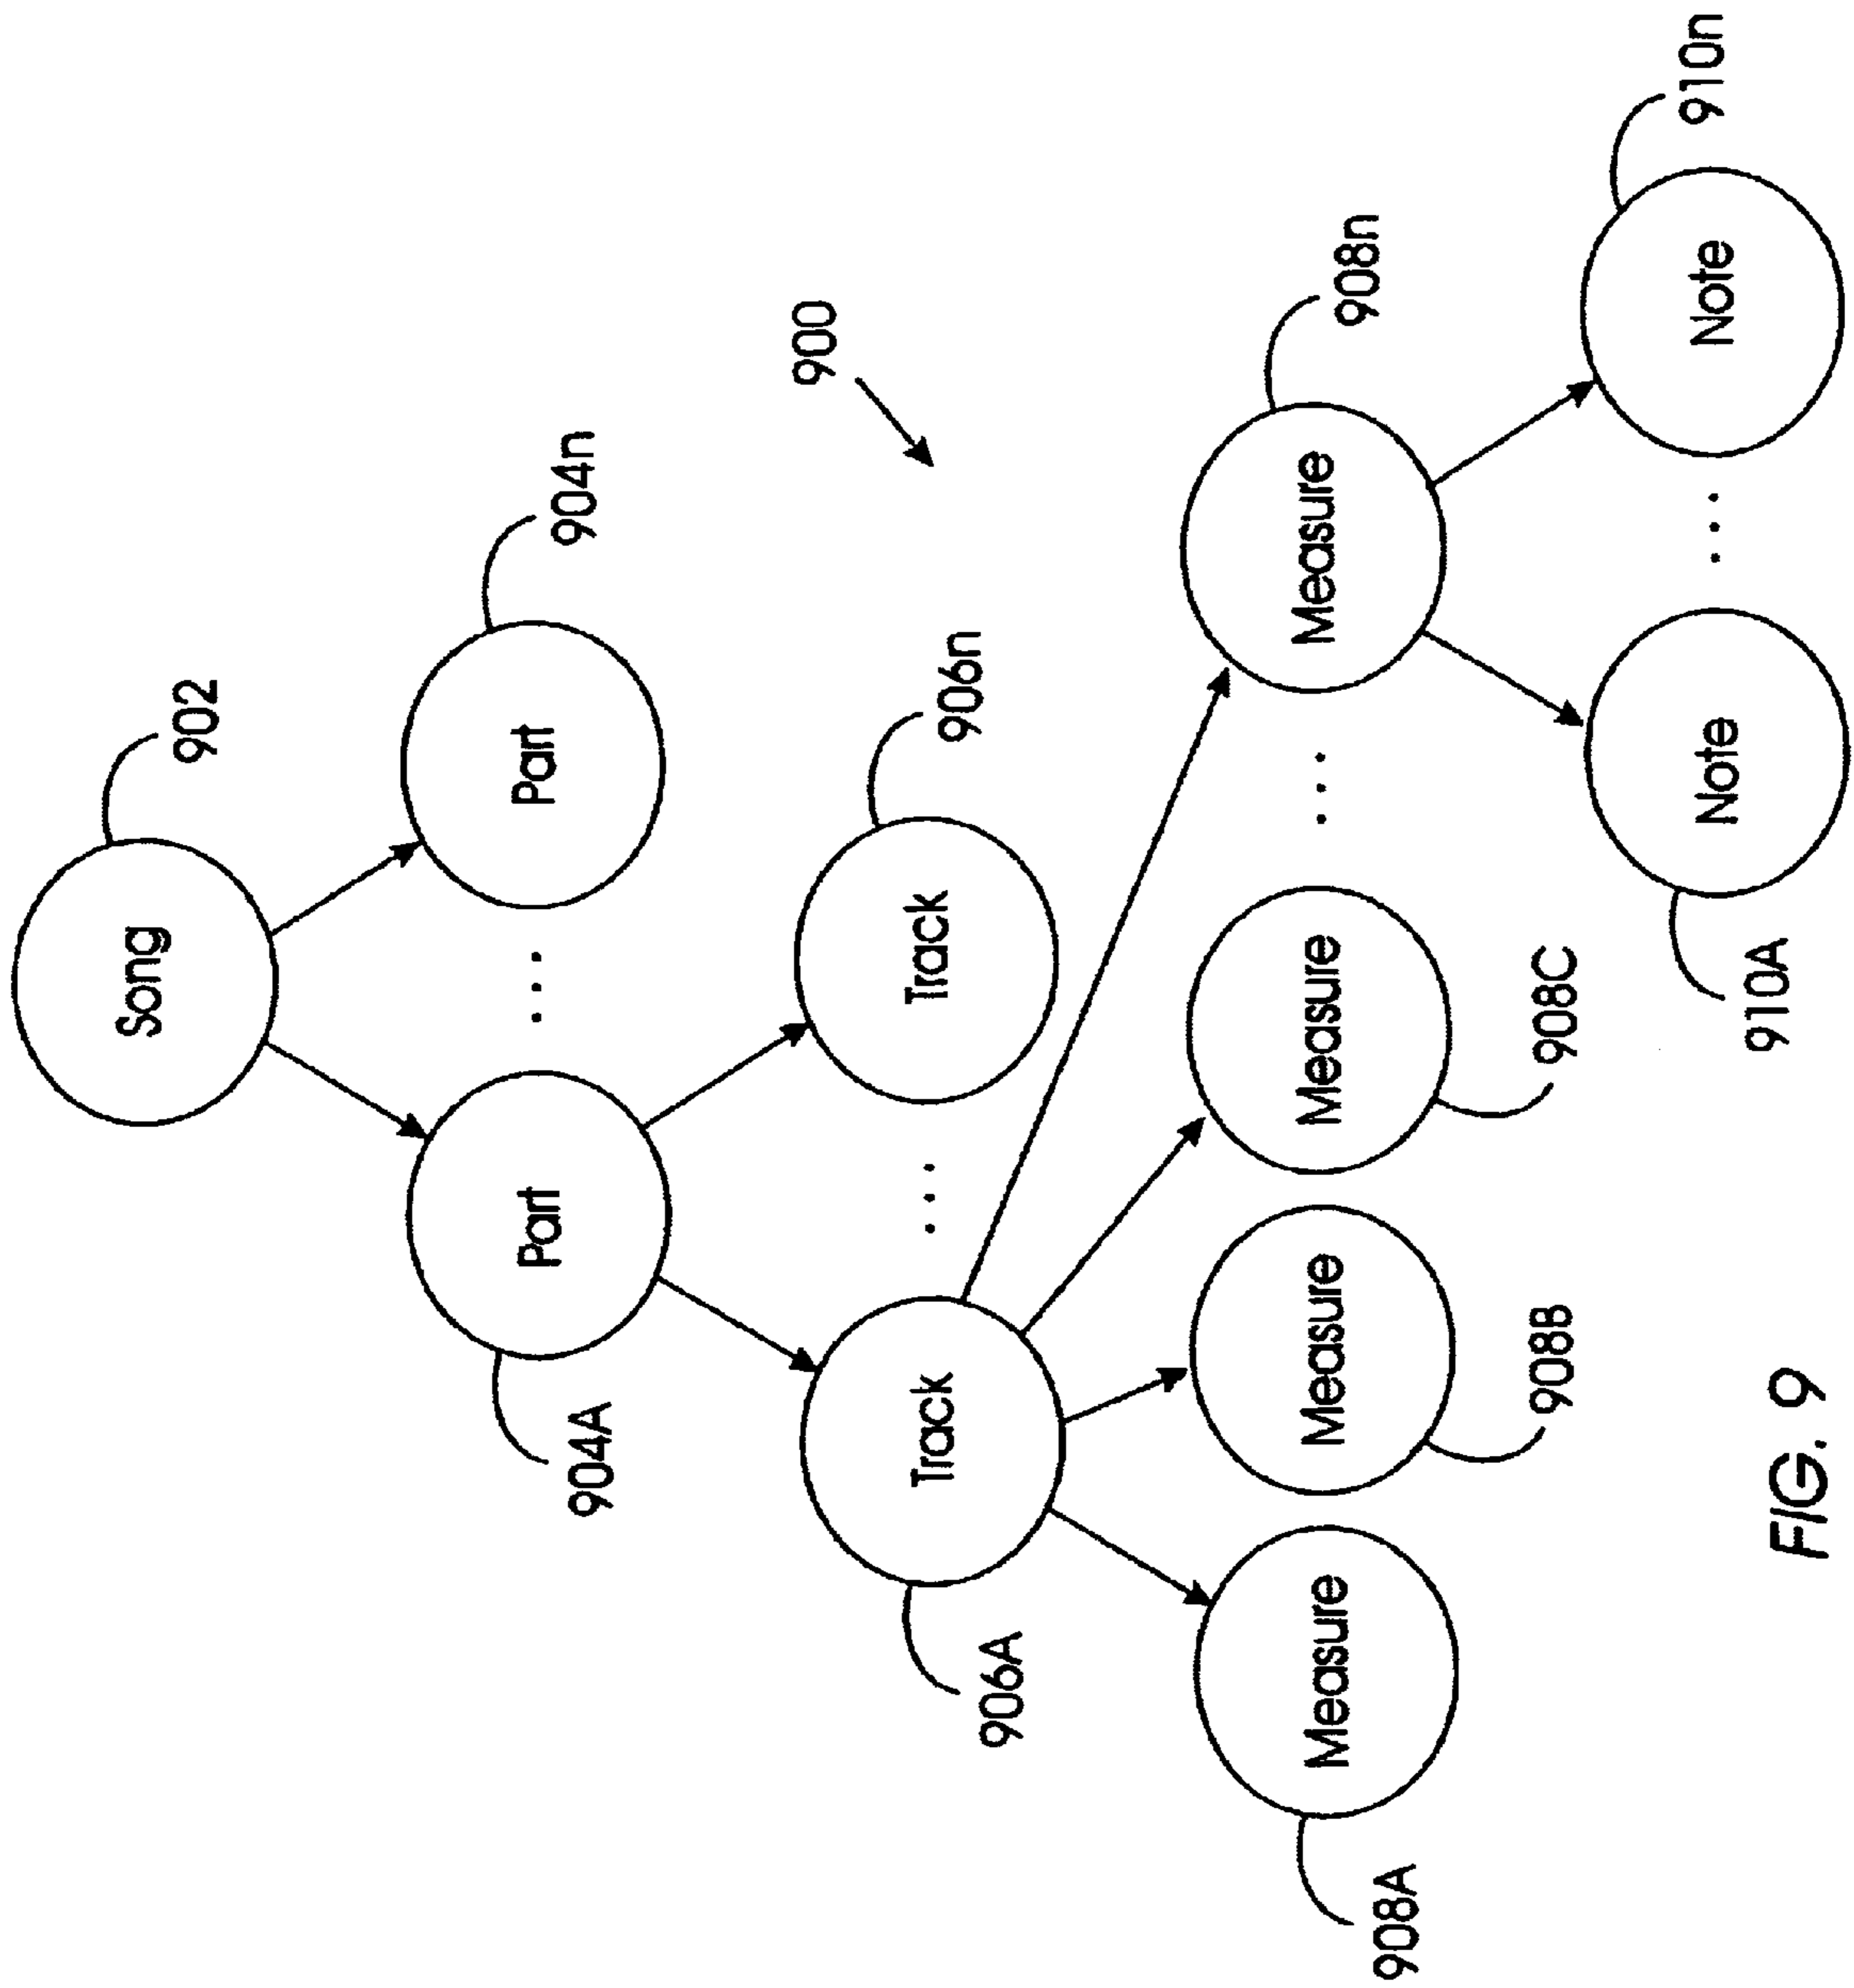 Song
902
Part
904A
. . .
Part
904n
Track
906A
. . .
Track
906n
900
Measure
908A
Measure
908B
Measure
908C
. . .
Measure
908n
Note
910A
. . .
Note
910n
FIG. 9